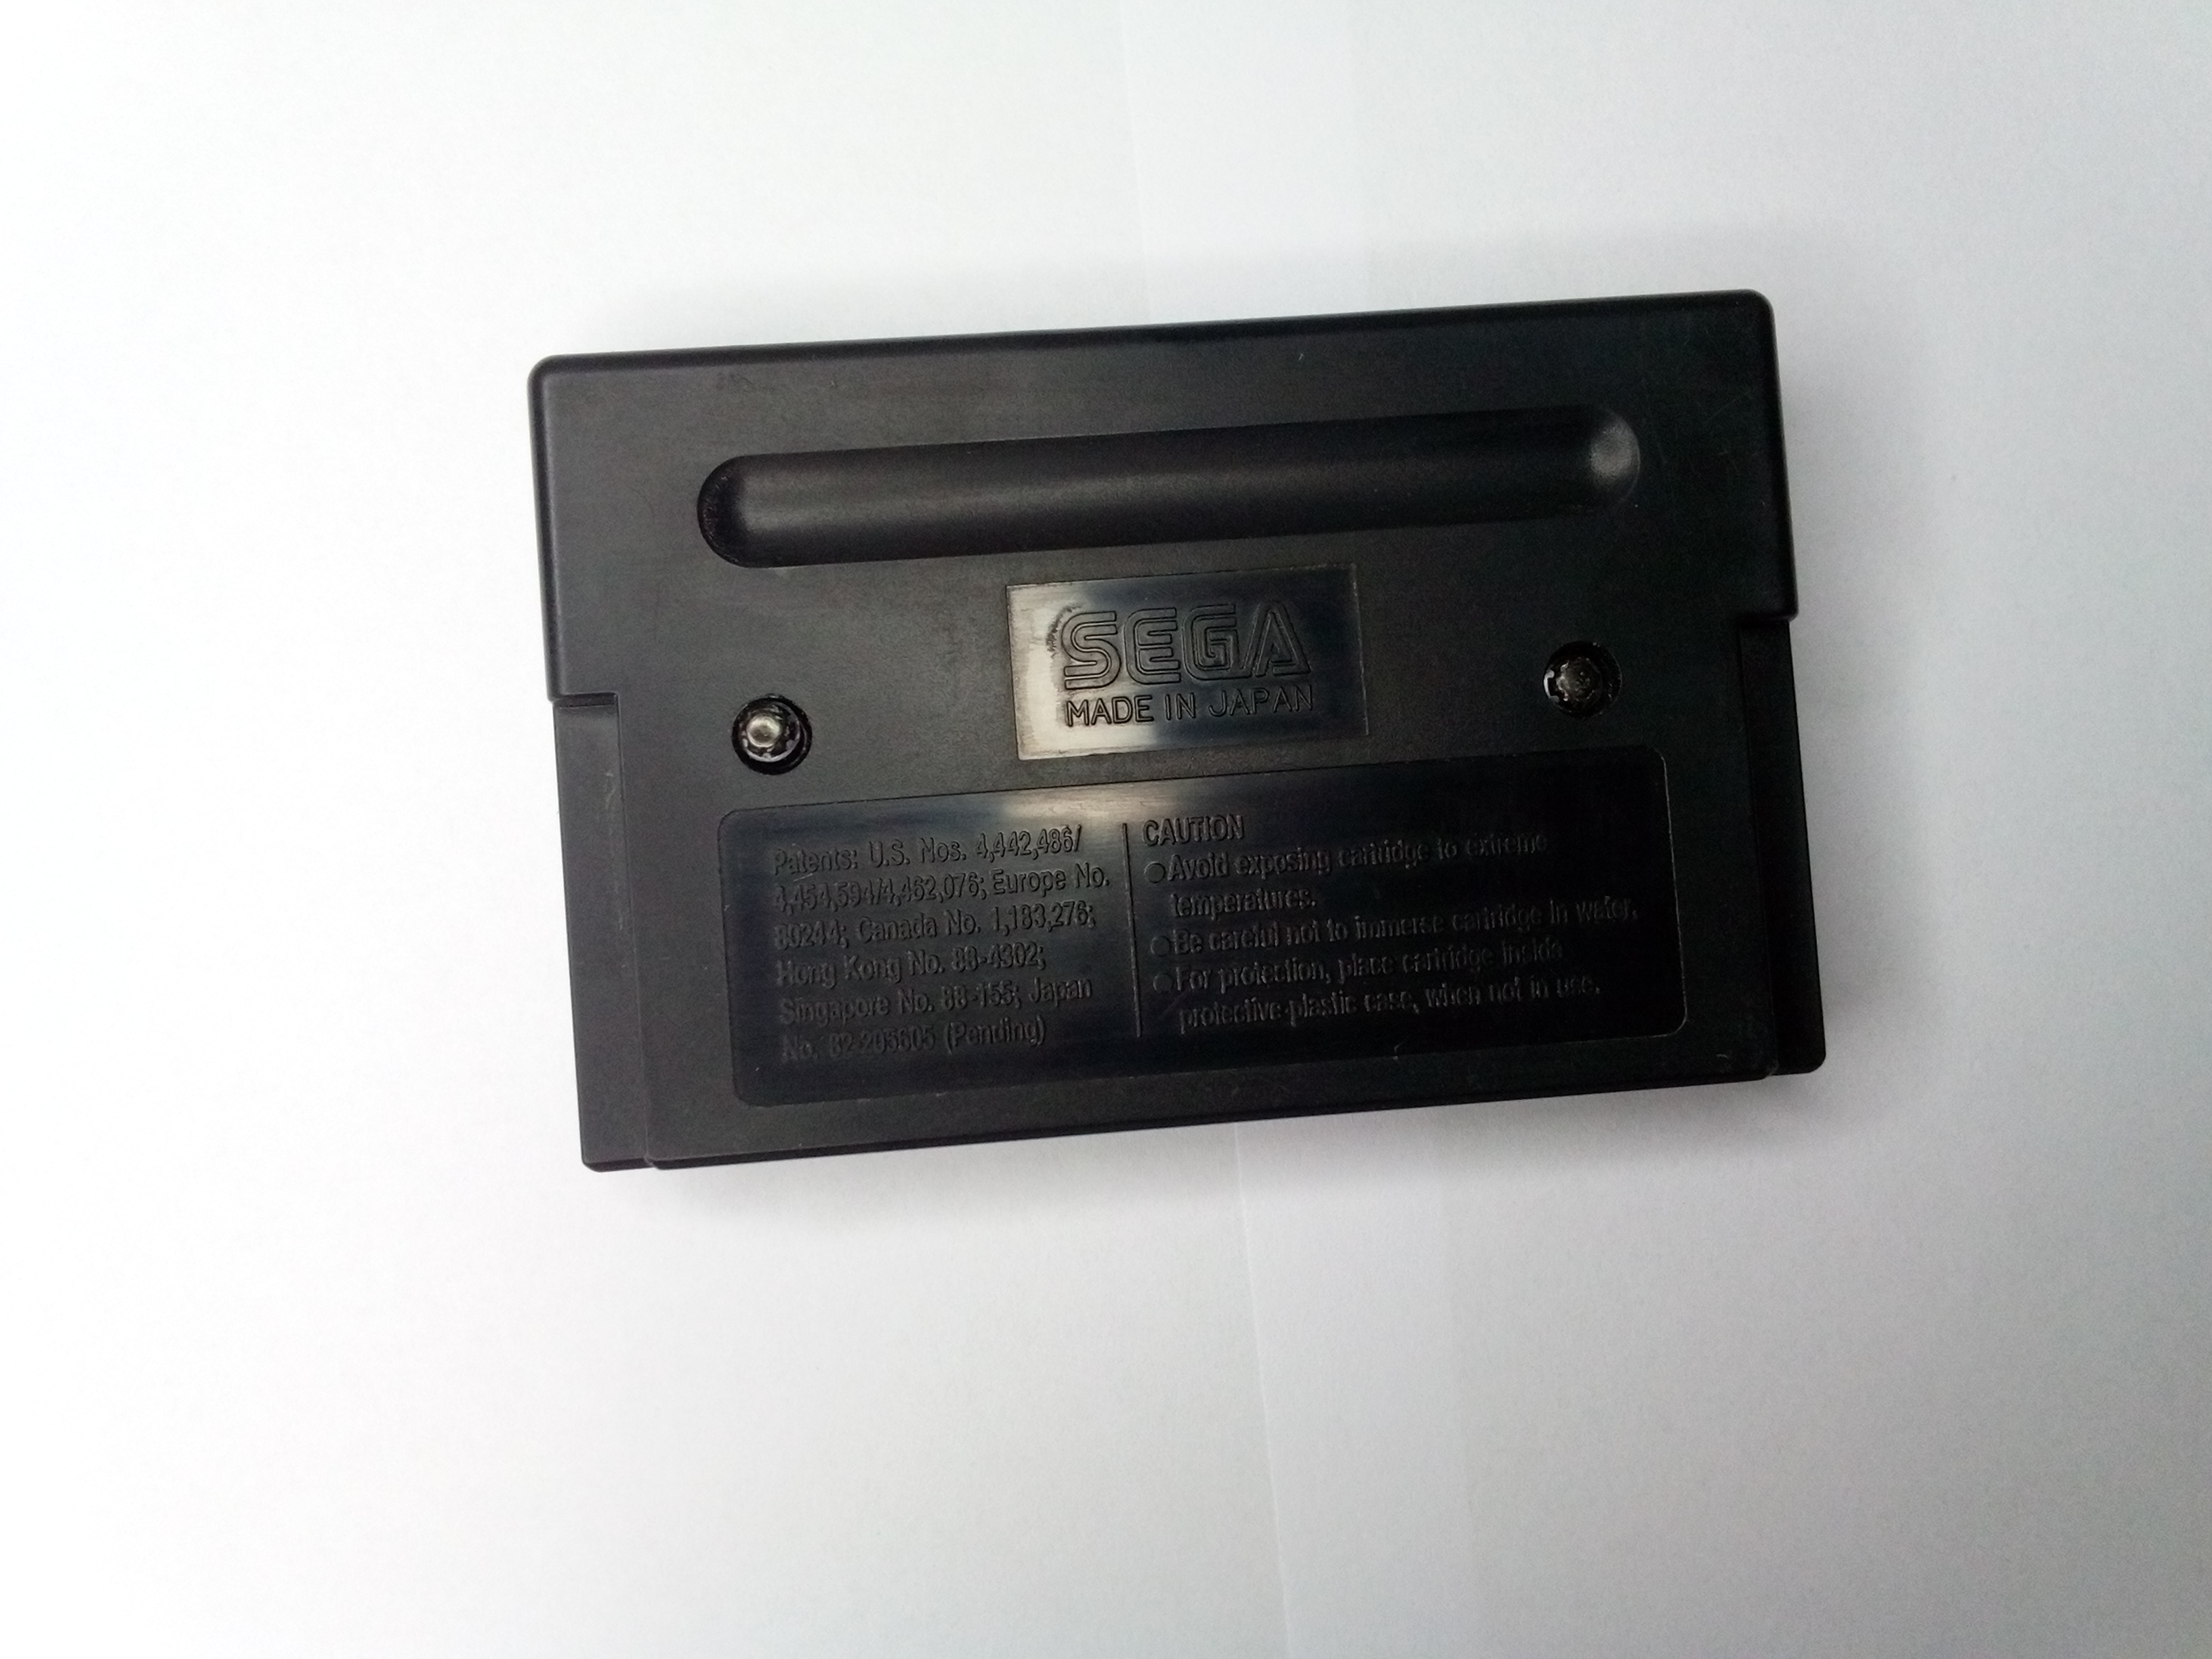 SEGA
MADE IN JAPAN
Patents: U.S. Nos. 4,442,486/
4,454,594/4,462,076; Europe No.
80244; Canada No. 1,183,276;
Hong Kong No. 88-4302;
Singapore No. 88-155; Japan
No. 82-205605 (Pending)
CAUTION
○Avoid exposing cartridge to extreme
temperatures.
○Be careful not to immerse cartridge in water.
○For protection, place cartridge inside
protective plastic case, when not in use.